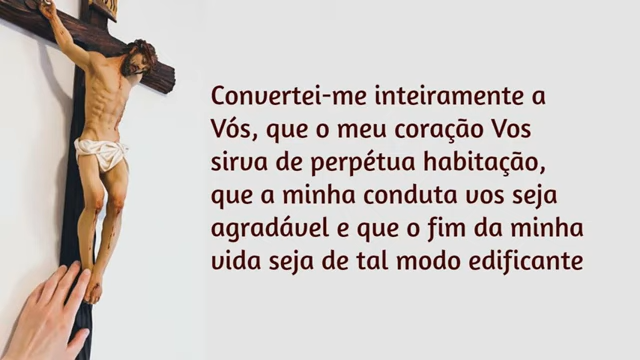 Convertei-me inteiramente a
Vós, que o meu coração Vos
sirva de perpétua habitação,
que a minha conduta vos seja
agradável e que o fim da minha
vida seja de tal modo edificante